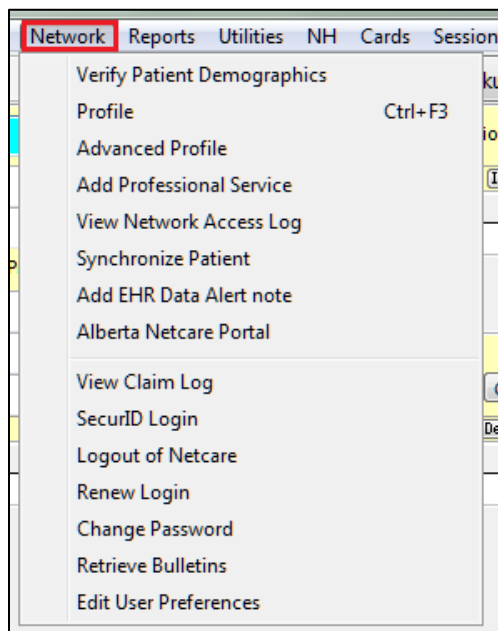 Network Reports Utilities NH Cards Session
Verify Patient Demographics
Profile Ctrl+F3
Advanced Profile
Add Professional Service
View Network Access Log
Synchronize Patient
Add EHR Data Alert note
Alberta Netcare Portal
View Claim Log
SecurID Login
Logout of Netcare
Renew Login
Change Password
Retrieve Bulletins
Edit User Preferences